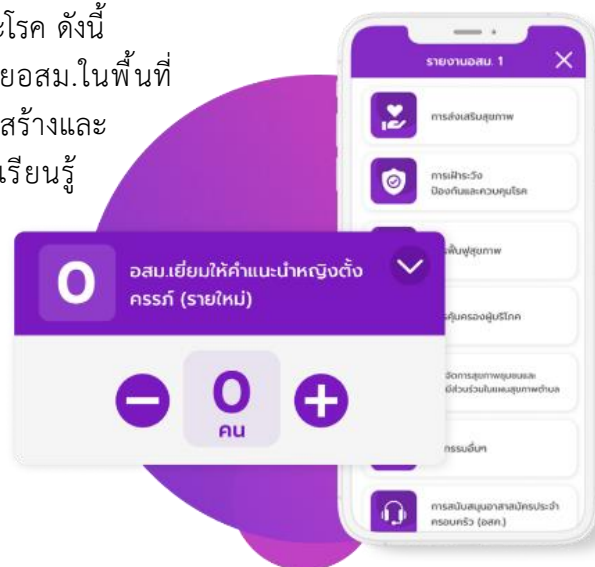 ะโรค ดังนี้
ยอสม.ในพื้นที่
สร้างและ
เรียนรู้
รายงานอสม. 1
การส่งเสริมสุขภาพ
การเฝ้าระวัง
ป้องกันและควบคุมโรค
ฟื้นฟูสุขภาพ
คุ้มครองผู้บริโภค
จัดการสุขภาพชุมชนและ
มีส่วนร่วมในแผนสุขภาพตำบล
กรรมอื่นๆ
การสนับสนุนอาสาสมัครประจำ
ครอบครัว (อสค.)
0
อสม.เยี่ยมให้คำแนะนำหญิงตั้ง
ครรภ์ (รายใหม่)
0
คน